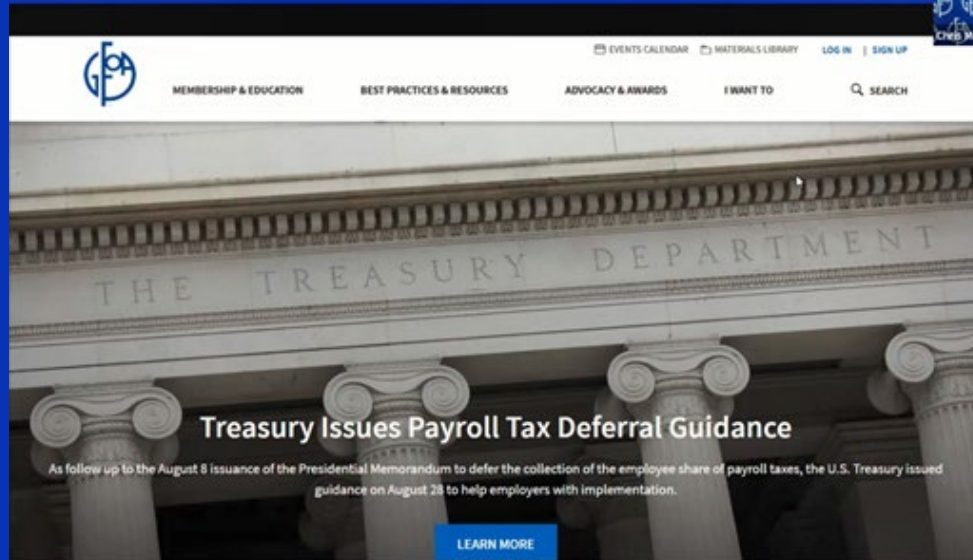 Chris M
EVENTS CALENDAR MATERIALS LIBRARY LOG IN | SIGN UP
GFOA
MEMBERSHIP & EDUCATION BEST PRACTICES & RESOURCES ADVOCACY & AWARDS I WANT TO SEARCH
THE TREASURY DEPARTMENT
Treasury Issues Payroll Tax Deferral Guidance
As follow up to the August 8 issuance of the Presidential Memorandum to defer the collection of the employee share of payroll taxes, the U.S. Treasury issued
guidance on August 28 to help employers with implementation.
LEARN MORE